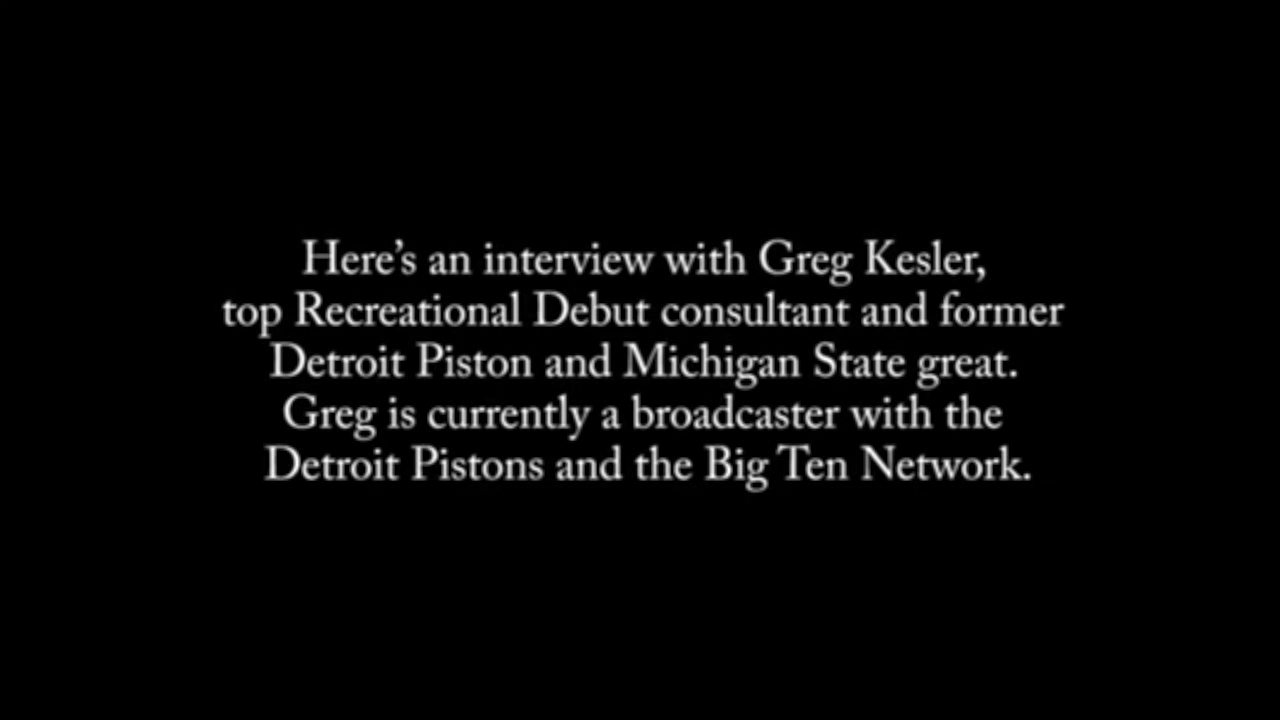 Here’s an interview with Greg Kesler,
top Recreational Debut consultant and former
Detroit Piston and Michigan State great.
Greg is currently a broadcaster with the
Detroit Pistons and the Big Ten Network.